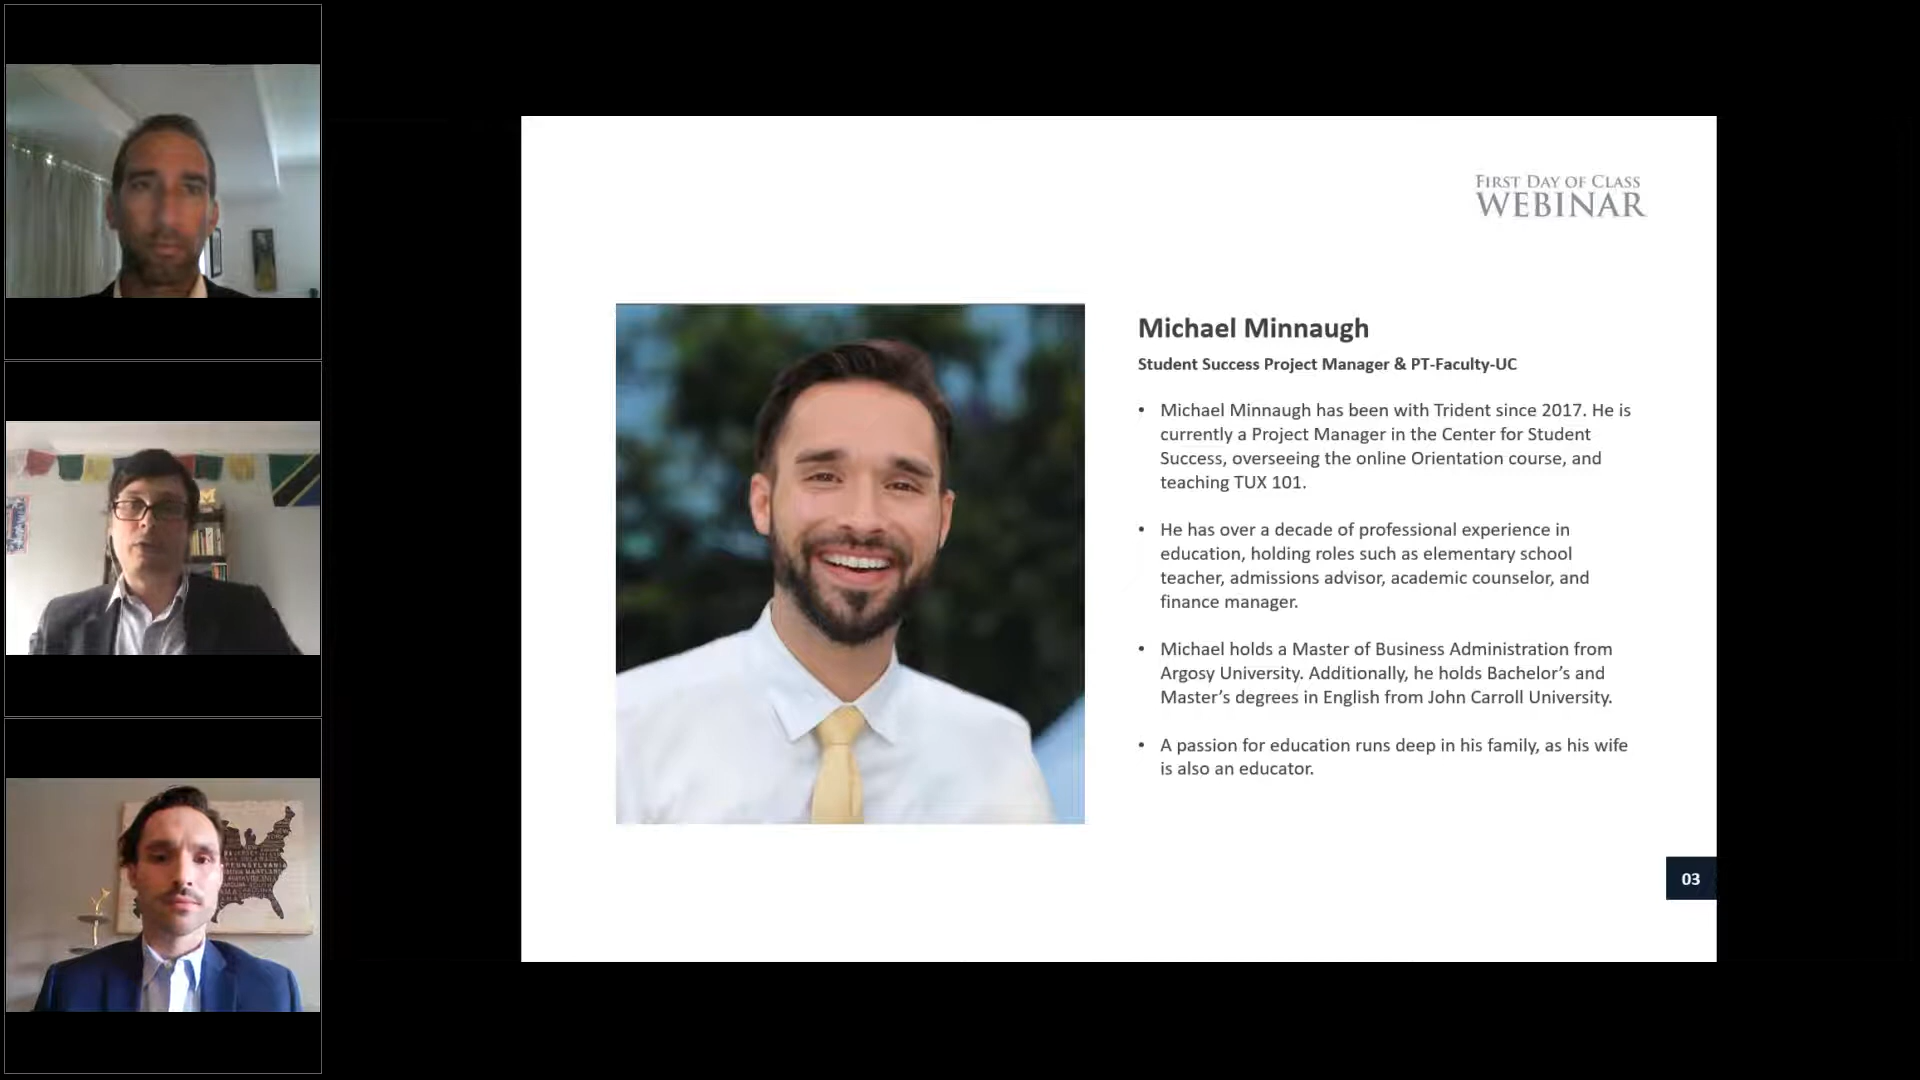 FIRST DAY OF CLASS
WEBINAR
Michael Minnaugh
Student Success Project Manager & PT-Faculty-UC
• Michael Minnaugh has been with Trident since 2017. He is
currently a Project Manager in the Center for Student
Success, overseeing the online Orientation course, and
teaching TUX 101.
• He has over a decade of professional experience in
education, holding roles such as elementary school
teacher, admissions advisor, academic counselor, and
finance manager.
• Michael holds a Master of Business Administration from
Argosy University. Additionally, he holds Bachelor’s and
Master’s degrees in English from John Carroll University.
• A passion for education runs deep in his family, as his wife
is also an educator.
03
PENNSYLVANIA
MARYLAND